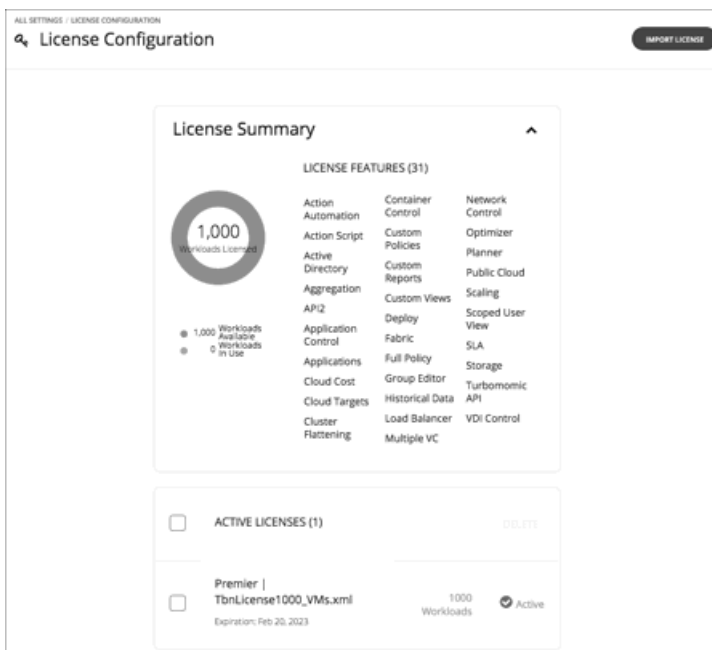 ALL SETTINGS / LICENSE CONFIGURATION
License Configuration
IMPORT LICENSE
License Summary
LICENSE FEATURES (31)
1,000
Workloads Licensed
1,000 Workloads
Available
0 Workloads
In Use
Action
Automation
Action Script
Active
Directory
Aggregation
API2
Application
Control
Applications
Cloud Cost
Cloud Targets
Cluster
Flattening
Container
Control
Custom
Policies
Custom
Reports
Custom Views
Deploy
Fabric
Full Policy
Group Editor
Historical Data
Load Balancer
Multiple VC
Network
Control
Optimizer
Planner
Public Cloud
Scaling
Scoped User
View
SLA
Storage
Turbomomic
API
VDI Control
ACTIVE LICENSES (1)
DELETE
Premier |
TbnLicense1000_VMs.xml
Expiration: Feb 20, 2023
1000
Workloads
Active